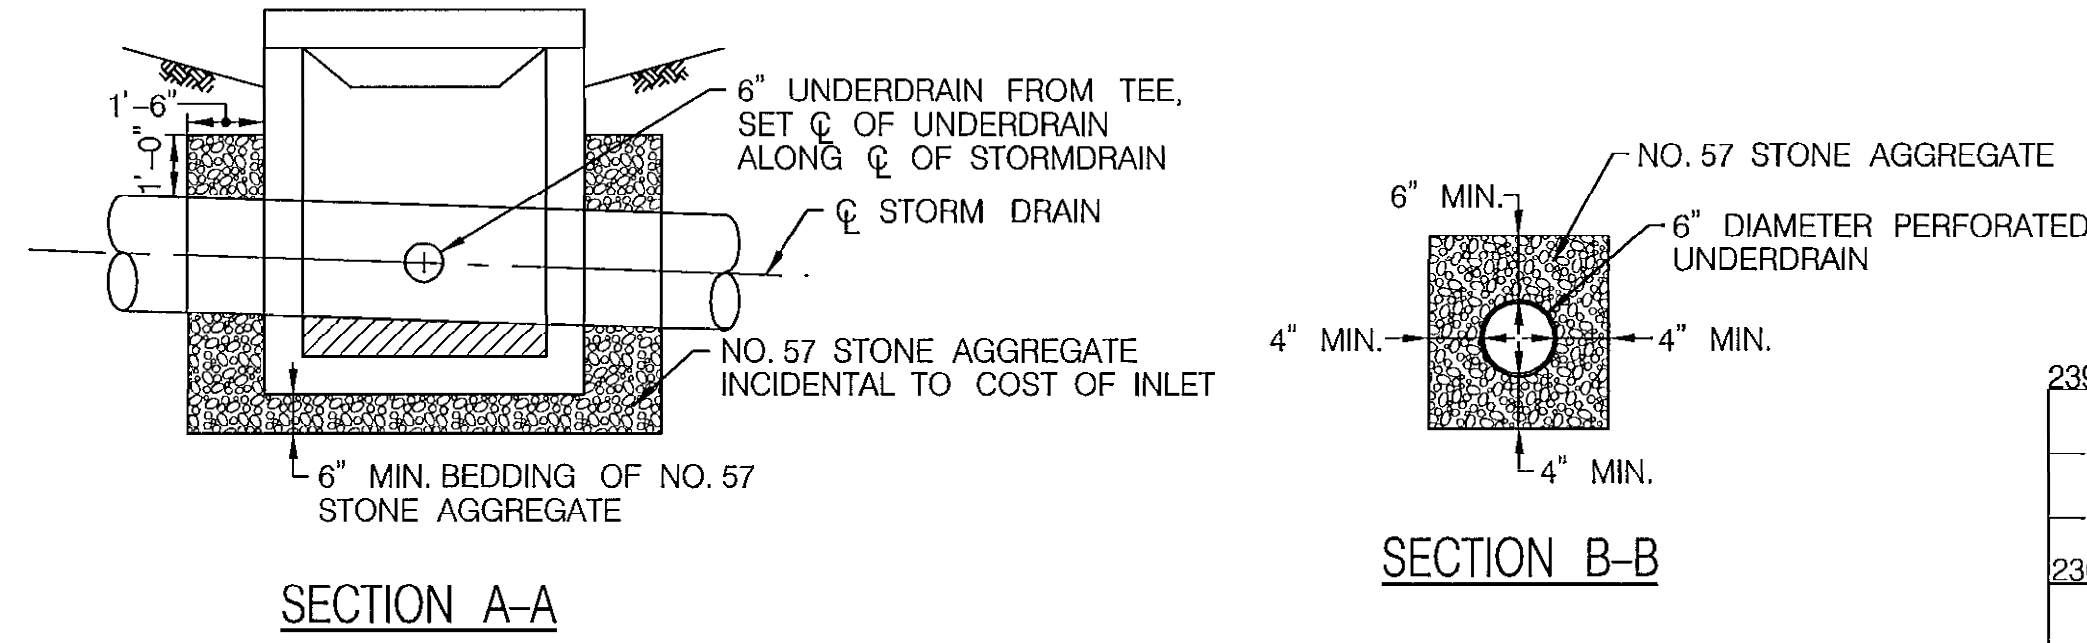 1'-6"
1'-0"
6" UNDERDRAIN FROM TEE,
SET ℄ OF UNDERDRAIN
ALONG ℄ OF STORMDRAIN
℄ STORM DRAIN
NO. 57 STONE AGGREGATE
INCIDENTAL TO COST OF INLET
6" MIN. BEDDING OF NO. 57
STONE AGGREGATE
SECTION A-A
NO. 57 STONE AGGREGATE
6" MIN.
6" DIAMETER PERFORATED
UNDERDRAIN
4" MIN.
4" MIN.
4" MIN.
SECTION B-B